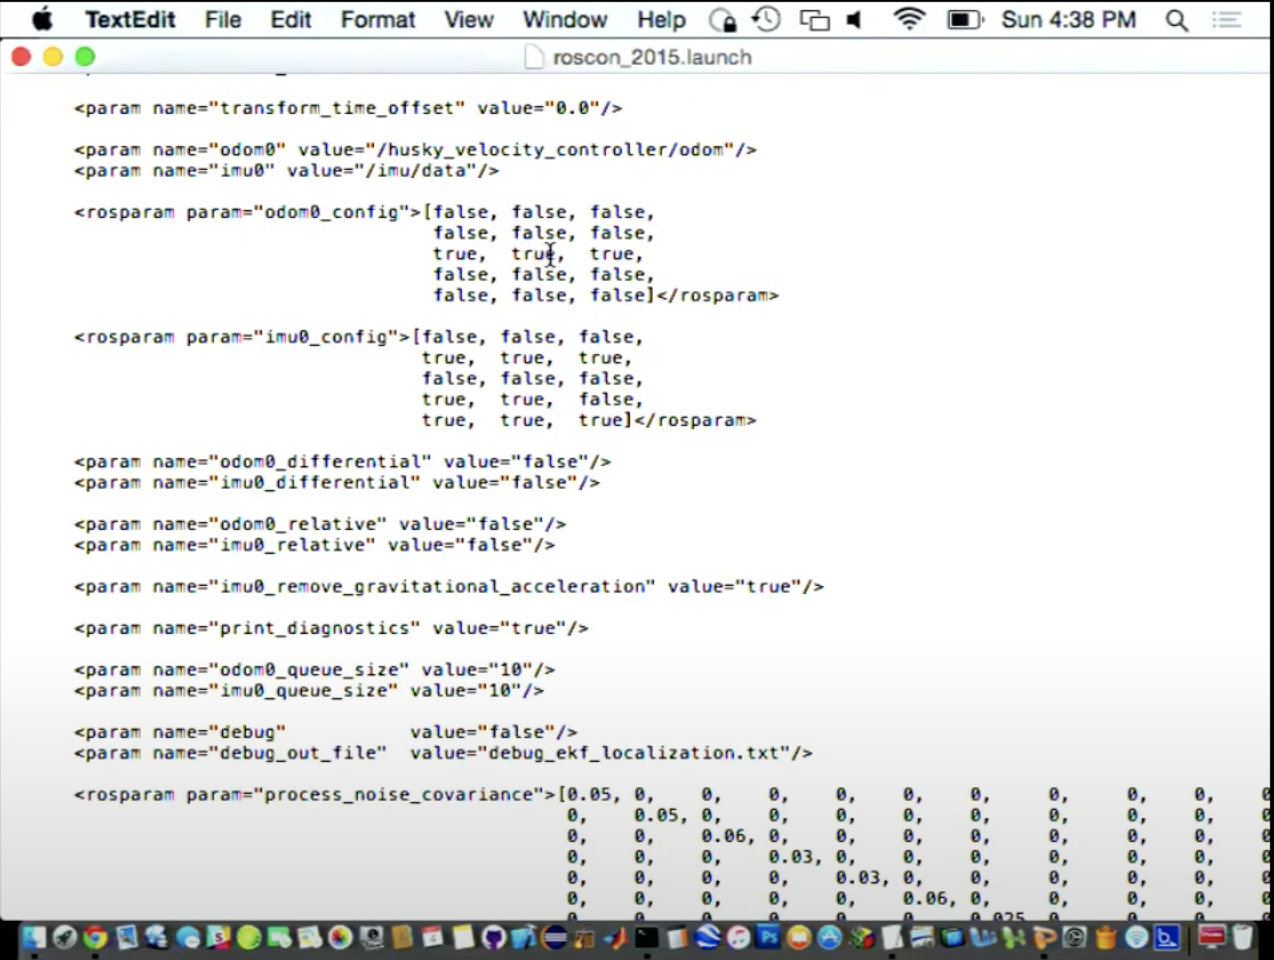 TextEdit File Edit Format View Window Help Sun 4:38 PM
roscon_2015.launch
<param name="transform_time_offset" value="0.0"/>
<param name="odom0" value="/husky_velocity_controller/odom"/>
<param name="imu0" value="/imu/data"/>
<rosparam param="odom0_config">[false, false, false,
false, false, false,
true, true, true,
false, false, false,
false, false, false]</rosparam>
<rosparam param="imu0_config">[false, false, false,
true, true, true,
false, false, false,
true, true, false,
true, true, true]</rosparam>
<param name="odom0_differential" value="false"/>
<param name="imu0_differential" value="false"/>
<param name="odom0_relative" value="false"/>
<param name="imu0_relative" value="false"/>
<param name="imu0_remove_gravitational_acceleration" value="true"/>
<param name="print_diagnostics" value="true"/>
<param name="odom0_queue_size" value="10"/>
<param name="imu0_queue_size" value="10"/>
<param name="debug" value="false"/>
<param name="debug_out_file" value="debug_ekf_localization.txt"/>
<rosparam param="process_noise_covariance">[0.05, 0, 0, 0, 0, 0, 0, 0, 0, 0, 0
0, 0.05, 0, 0, 0, 0, 0, 0, 0, 0, 0
0, 0, 0.06, 0, 0, 0, 0, 0, 0, 0, 0
0, 0, 0, 0.03, 0, 0, 0, 0, 0, 0, 0
0, 0, 0, 0, 0.03, 0, 0, 0, 0, 0, 0
0, 0, 0, 0, 0, 0.06, 0, 0, 0, 0, 0